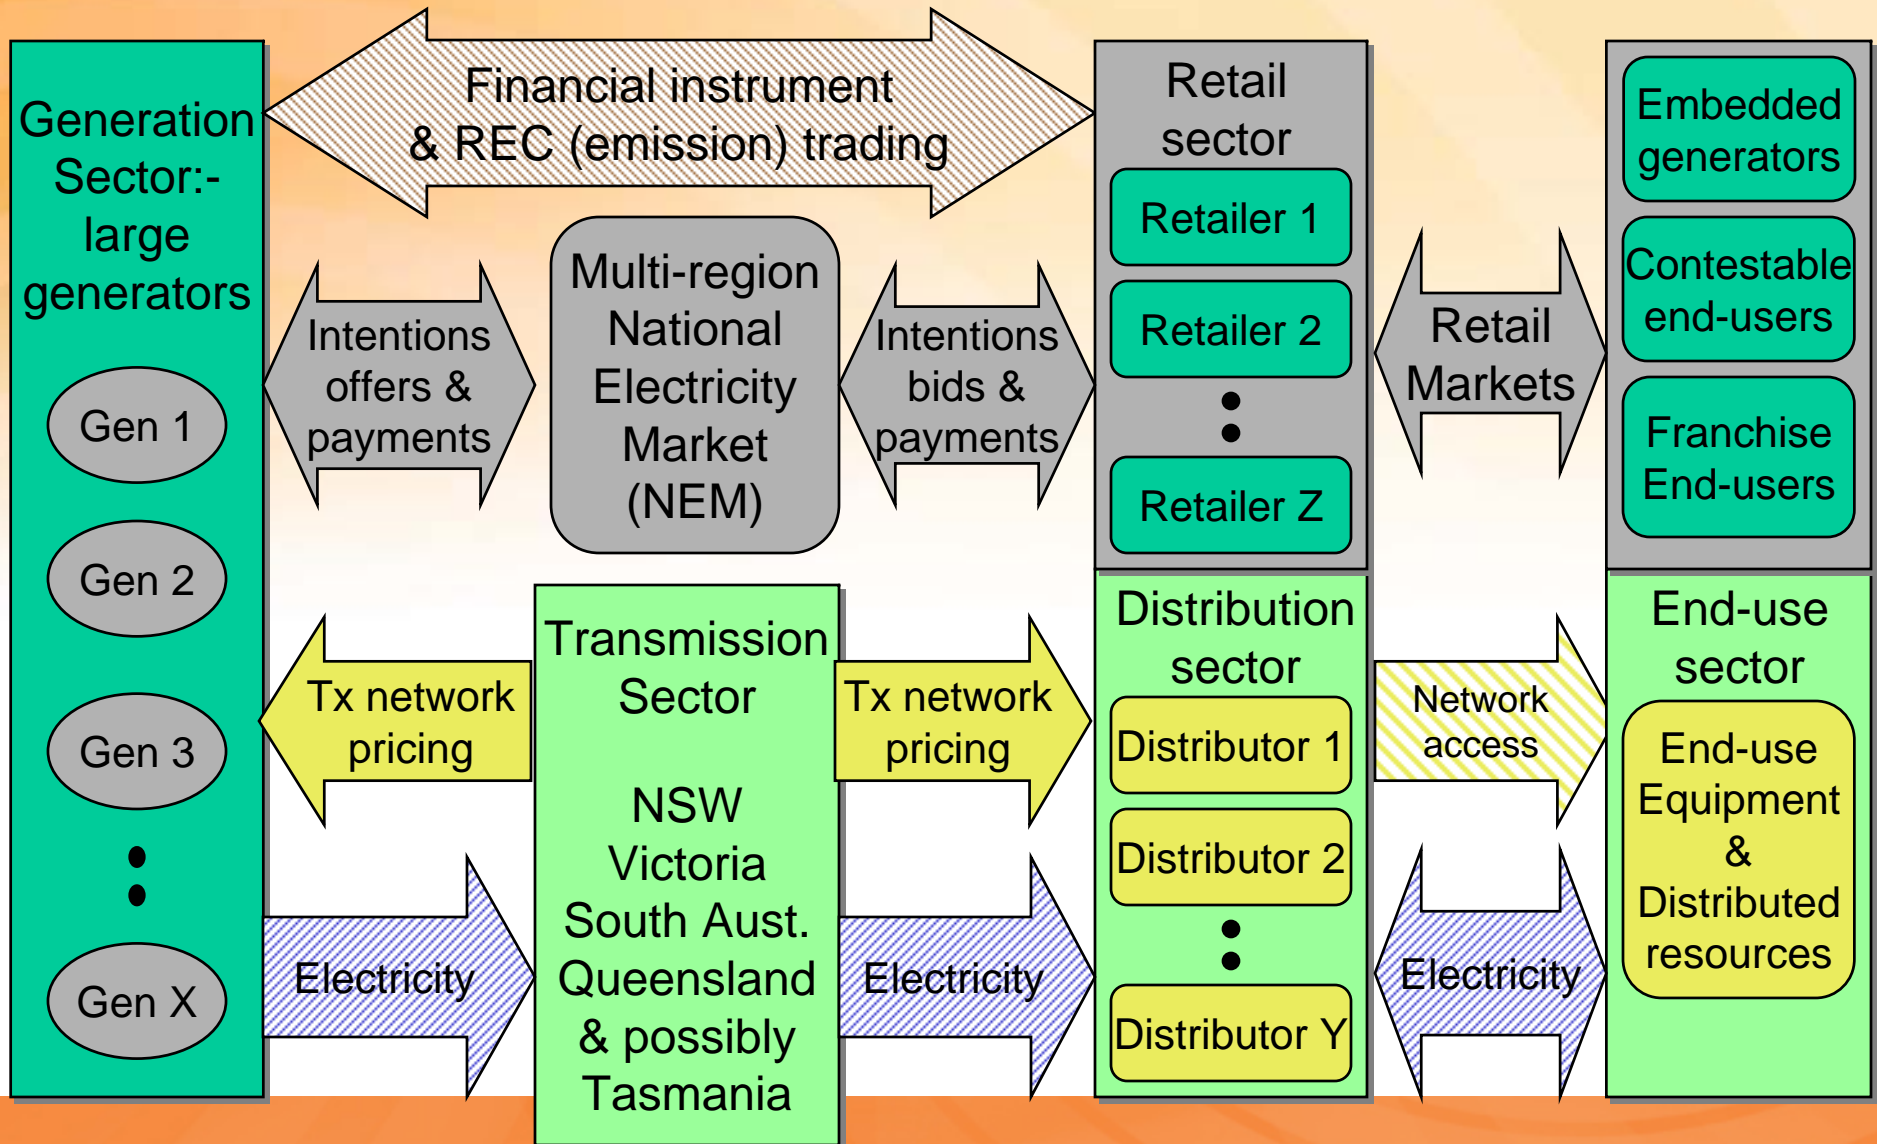 Generation
Sector:-
large
generators
Gen 1
Gen 2
Gen 3
Gen X
Financial instrument
& REC (emission) trading
Intentions
offers &
payments
Multi-region
National
Electricity
Market
(NEM)
Intentions
bids &
payments
Retail
sector
Retailer 1
Retailer 2
Retailer Z
Retail
Markets
Embedded
generators
Contestable
end-users
Franchise
End-users
Tx network
pricing
Electricity
Transmission
Sector
NSW
Victoria
South Aust.
Queensland
& possibly
Tasmania
Tx network
pricing
Electricity
Distribution
sector
Distributor 1
Distributor 2
Distributor Y
Network
access
Electricity
End-use
sector
End-use
Equipment
&
Distributed
resources